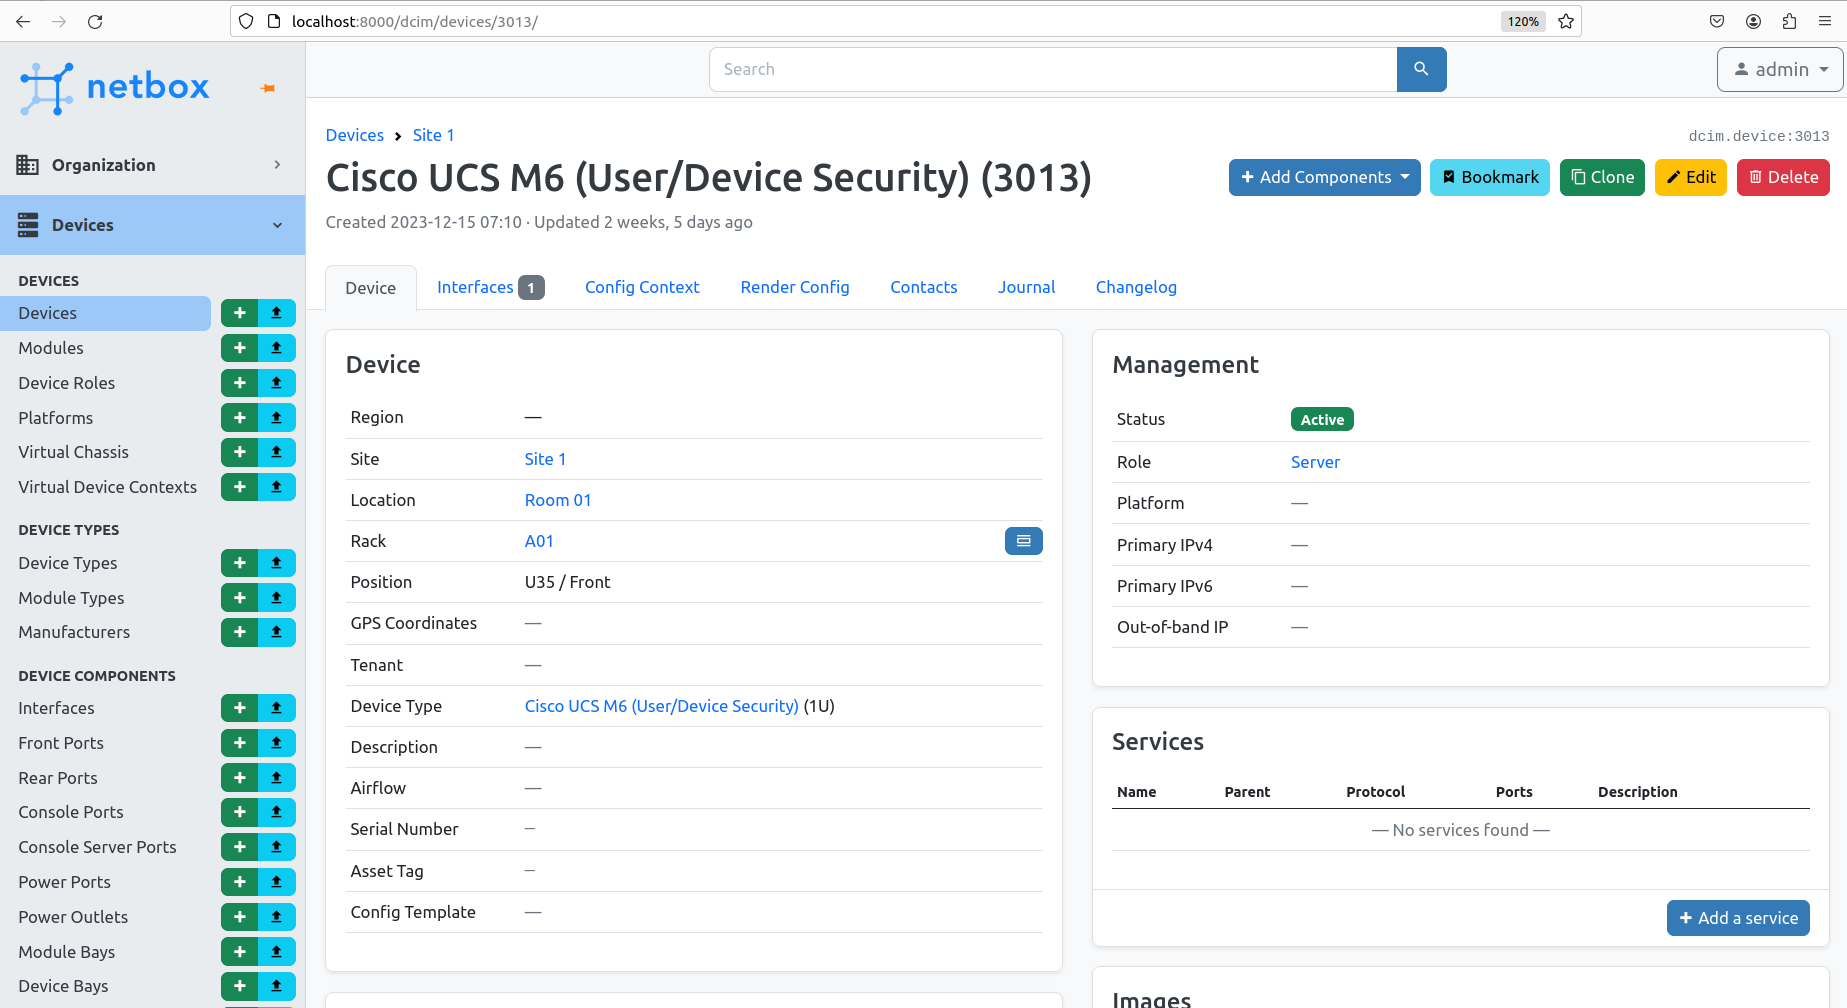 localhost:8000/dcim/devices/3013/
120%
netbox
Search
admin
Organization
Devices
DEVICES
Devices
Modules
Device Roles
Platforms
Virtual Chassis
Virtual Device Contexts
DEVICE TYPES
Device Types
Module Types
Manufacturers
DEVICE COMPONENTS
Interfaces
Front Ports
Rear Ports
Console Ports
Console Server Ports
Power Ports
Power Outlets
Module Bays
Device Bays
Devices > Site 1
dcim.device:3013
Cisco UCS M6 (User/Device Security) (3013)
+ Add Components
Bookmark
Clone
Edit
Delete
Created 2023-12-15 07:10 · Updated 2 weeks, 5 days ago
Device
Interfaces 1
Config Context
Render Config
Contacts
Journal
Changelog
Device
Region —
Site Site 1
Location Room 01
Rack A01
Position U35 / Front
GPS Coordinates —
Tenant —
Device Type Cisco UCS M6 (User/Device Security) (1U)
Description —
Airflow —
Serial Number —
Asset Tag —
Config Template —
Management
Status Active
Role Server
Platform —
Primary IPv4 —
Primary IPv6 —
Out-of-band IP —
Services
Name Parent Protocol Ports Description
— No services found —
+ Add a service
Images